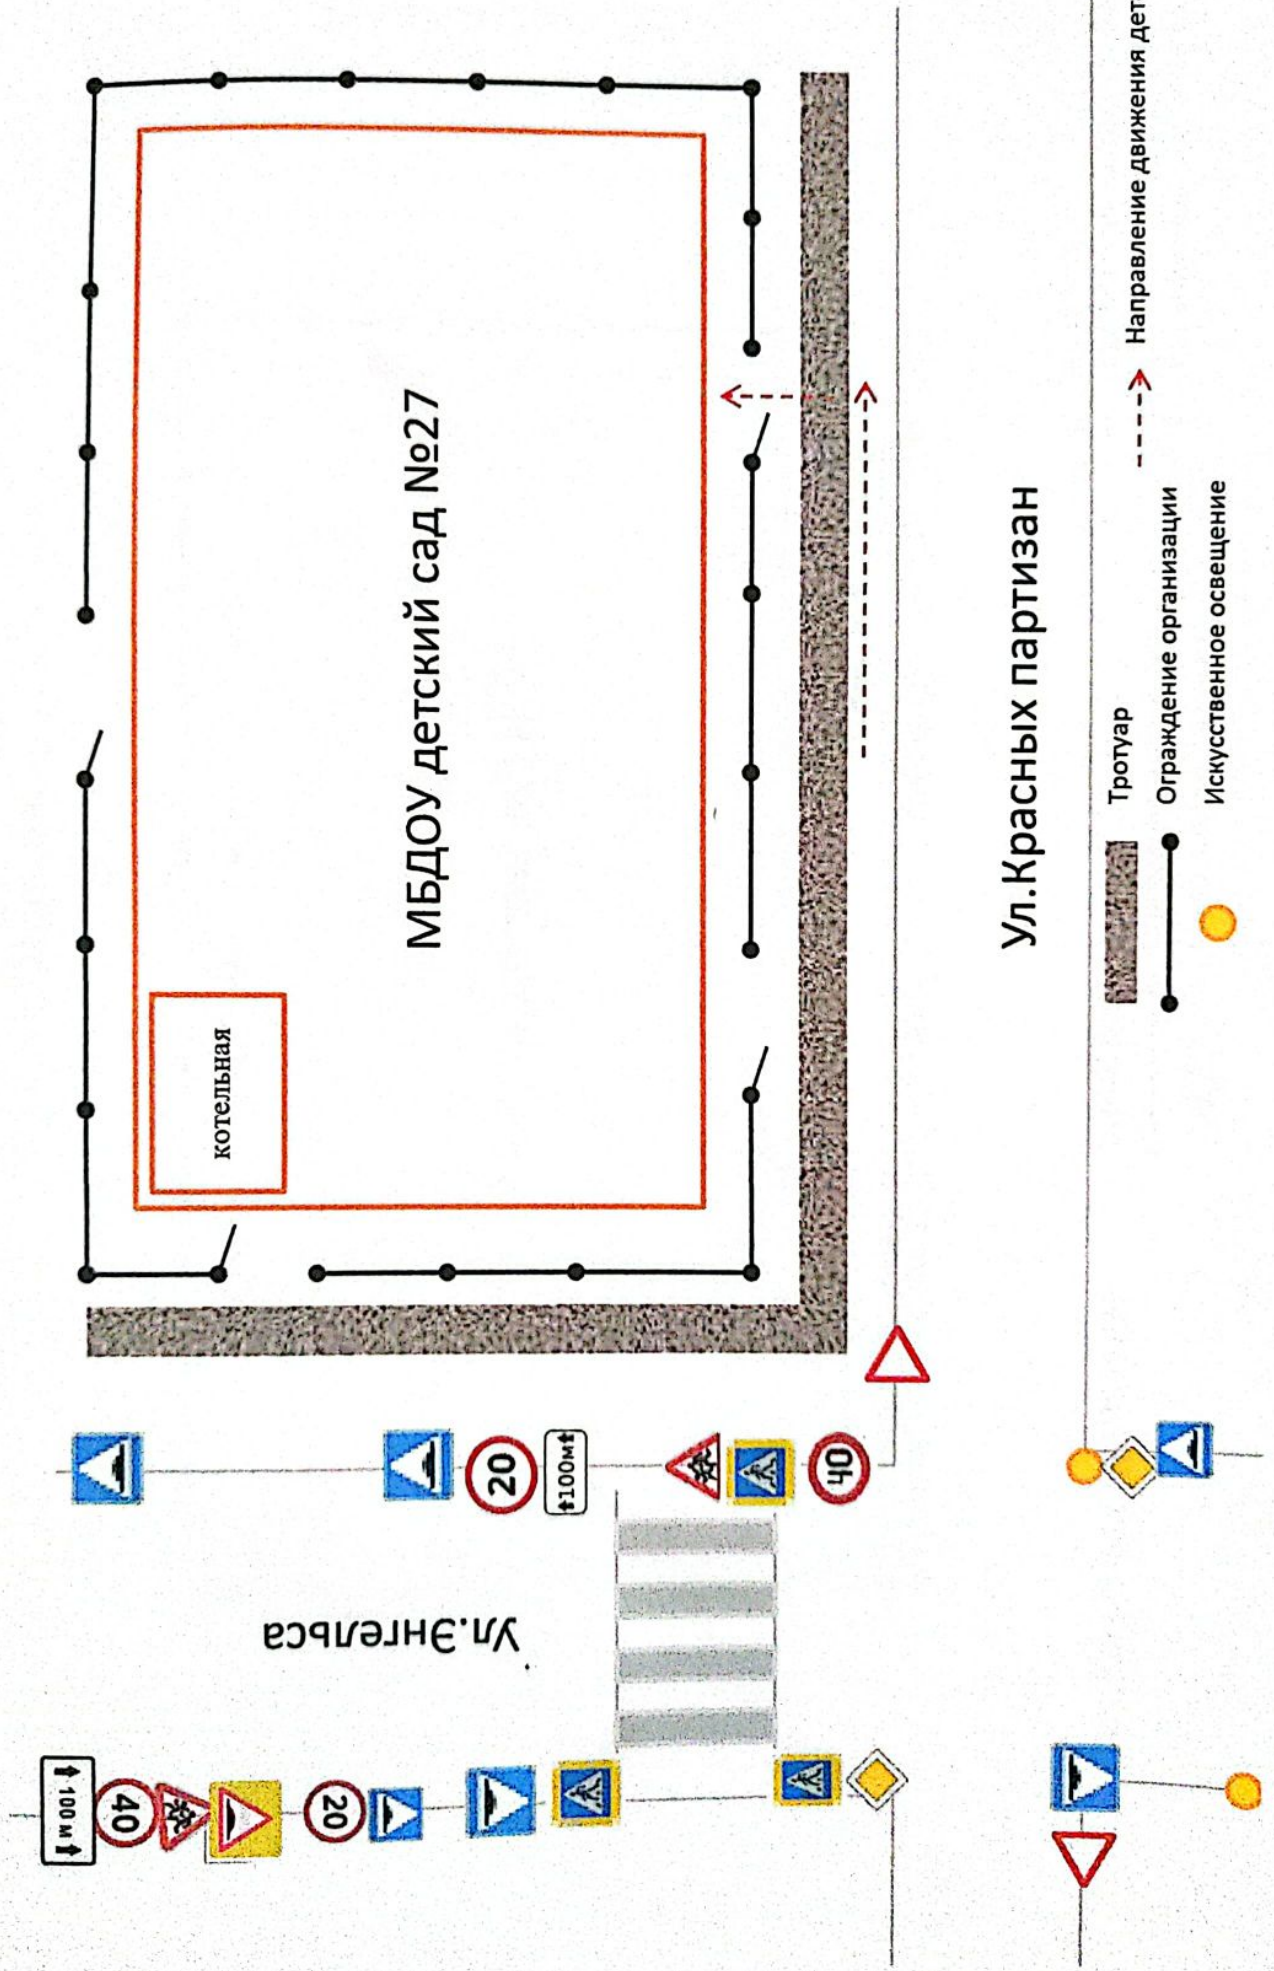 МБДОУ детский сад №27
котельная
Ул.Красных партизан
Ул.Энгельса
100 м
40
20
20
100м
40
Тротуар
Ограждение организации
Искусственное освещение
Направление движения дет